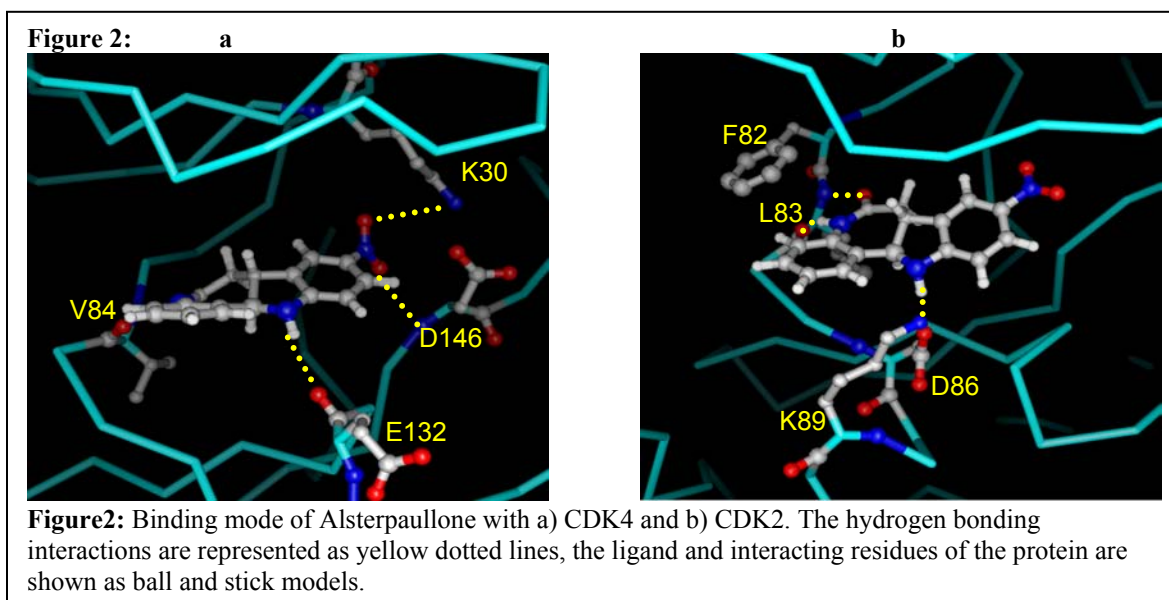 Figure 2: a b
K30
V84
D146
E132
F82
L83
D86
K89
Figure2: Binding mode of Alsterpaullone with a) CDK4 and b) CDK2. The hydrogen bonding
interactions are represented as yellow dotted lines, the ligand and interacting residues of the protein are
shown as ball and stick models.